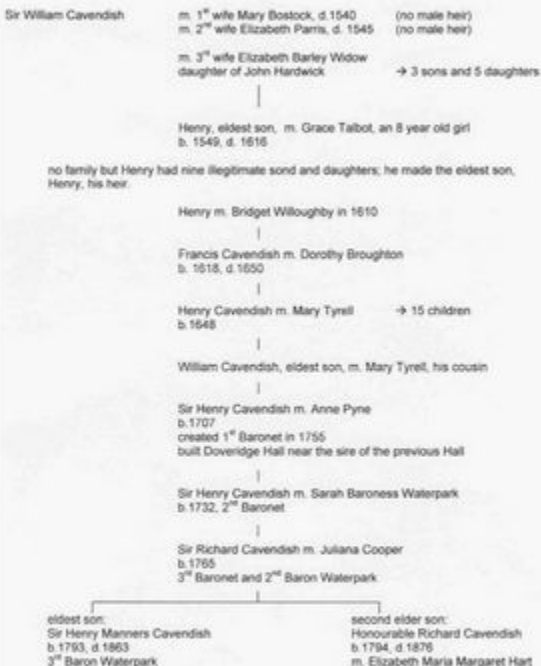 Sir William Cavendish m. 1st wife Mary Bostock, d.1540 (no male heir)
m. 2nd wife Elizabeth Parris, d. 1545 (no male heir)
m. 3rd wife Elizabeth Barley Widow
daughter of John Hardwick → 3 sons and 5 daughters
Henry, eldest son, m. Grace Talbot, an 8 year old girl
b. 1549, d. 1616
no family but Henry had nine illegitimate sond and daughters; he made the eldest son,
Henry, his heir.
Henry m. Bridget Willoughby in 1610
Francis Cavendish m. Dorothy Broughton
b. 1618, d.1650
Henry Cavendish m. Mary Tyrell → 15 children
b.1648
William Cavendish, eldest son, m. Mary Tyrell, his cousin
Sir Henry Cavendish m. Anne Pyne
b.1707
created 1st Baronet in 1755
built Doveridge Hall near the sire of the previous Hall
Sir Henry Cavendish m. Sarah Baroness Waterpark
b.1732, 2nd Baronet
Sir Richard Cavendish m. Juliana Cooper
b.1765
3rd Baronet and 2nd Baron Waterpark
eldest son:
Sir Henry Manners Cavendish
b.1793, d.1863
3rd Baron Waterpark
second elder son:
Honourable Richard Cavendish
b.1794, d.1876
m. Elizabeth Maria Margaret Hart